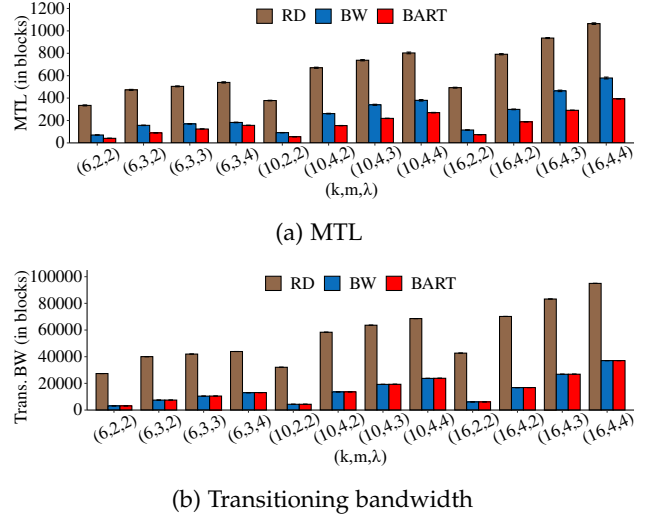 1200
1000
800
600
400
200
0
MTL (in blocks)
RD BW BART
(6,2,2) (6,3,2) (6,3,3) (6,3,4) (10,2,2) (10,4,2) (10,4,3) (10,4,4) (16,2,2) (16,4,2) (16,4,3) (16,4,4)
(k,m,λ)
(a) MTL
100000
80000
60000
40000
20000
0
Trans. BW (in blocks)
RD BW BART
(6,2,2) (6,3,2) (6,3,3) (6,3,4) (10,2,2) (10,4,2) (10,4,3) (10,4,4) (16,2,2) (16,4,2) (16,4,3) (16,4,4)
(k,m,λ)
(b) Transitioning bandwidth